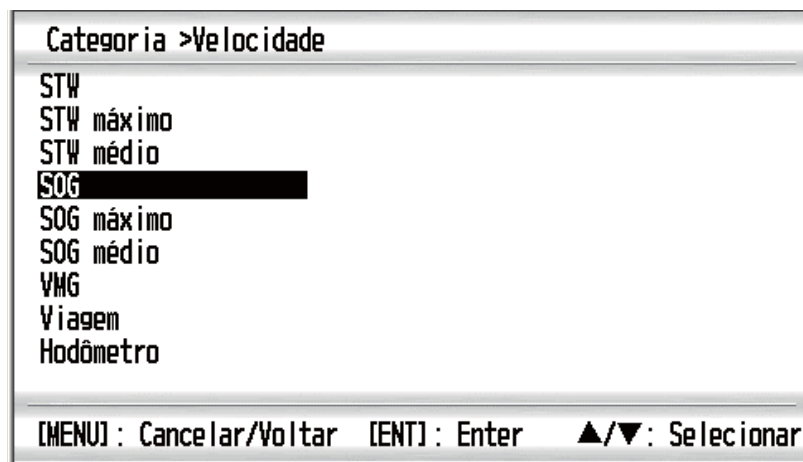 Categoria >Velocidade
STW
STW máximo
STW médio
SOG
SOG máximo
SOG médio
VMG
Viagem
Hodômetro
[MENU]: Cancelar/Voltar [ENT]: Enter ▲/▼: Selecionar